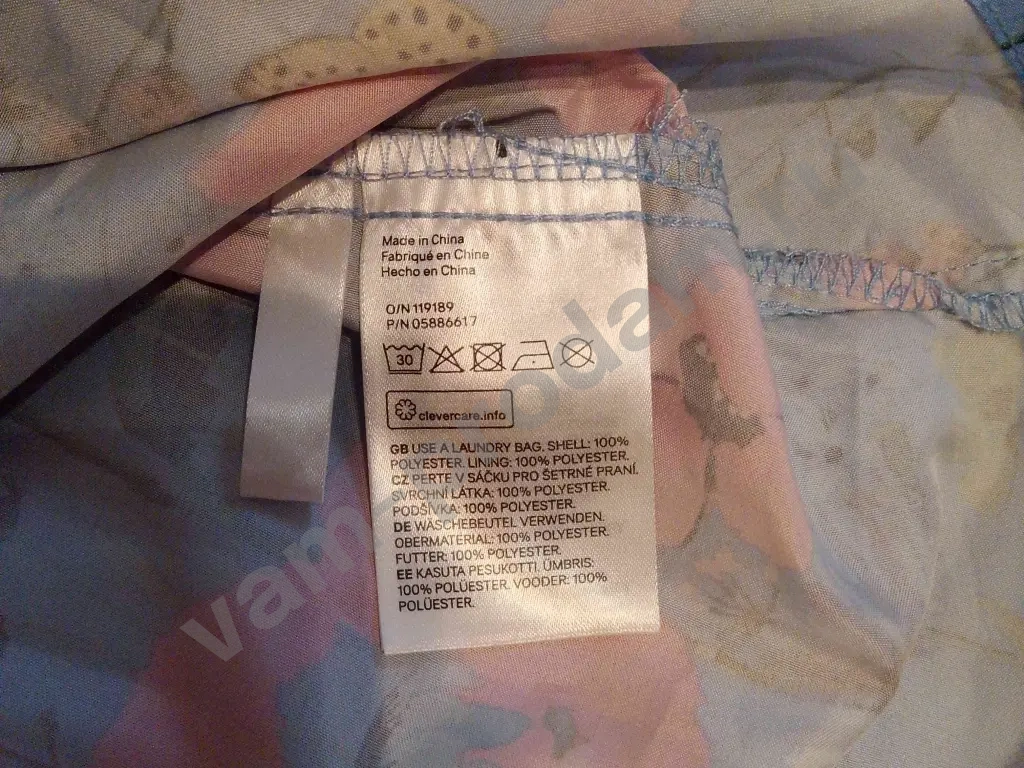 Made in China
Fabriqué en Chine
Hecho en China
O/N 119189
P/N 05886617
30
clevercare.info
GB USE A LAUNDRY BAG. SHELL: 100%
POLYESTER. LINING: 100% POLYESTER.
CZ PERTE V SÁČKU PRO ŠETRNÉ PRANÍ.
SVRCHNÍ LÁTKA: 100% POLYESTER.
PODŠÍVKA: 100% POLYESTER.
DE WÄSCHEBEUTEL VERWENDEN.
OBERMATERIAL: 100% POLYESTER.
FUTTER: 100% POLYESTER.
EE KASUTA PESUKOTTI. ÜMBRIS:
100% POLÜESTER. VOODER: 100%
POLÜESTER.